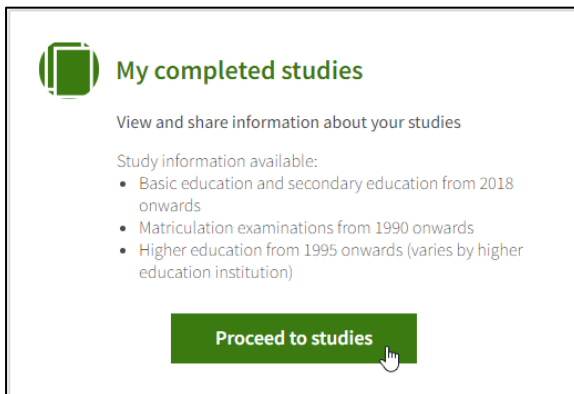 My completed studies
View and share information about your studies
Study information available:
• Basic education and secondary education from 2018
onwards
• Matriculation examinations from 1990 onwards
• Higher education from 1995 onwards (varies by higher
education institution)
Proceed to studies